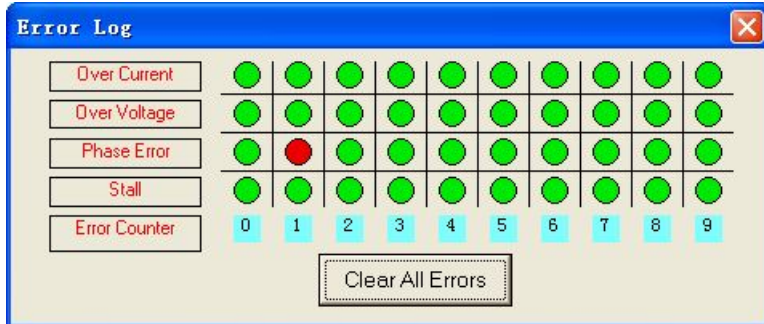 Error Log
Over Current
Over Voltage
Phase Error
Stall
Error Counter 0 1 2 3 4 5 6 7 8 9
Clear All Errors